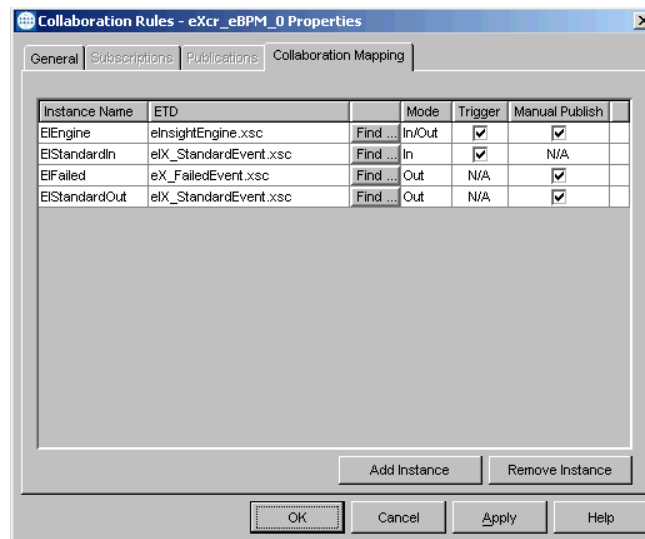 Collaboration Rules - eXcr_eBPM_0 Properties
General Subscriptions Publications Collaboration Mapping
Instance Name ETD Mode Trigger Manual Publish
EIEngine eInsightEngine.xsc Find ... In/Out
EIStandardIn eIX_StandardEvent.xsc Find ... In N/A
EIFailed eX_FailedEvent.xsc Find ... Out N/A
EIStandardOut eIX_StandardEvent.xsc Find ... Out N/A
Add Instance Remove Instance
OK Cancel Apply Help